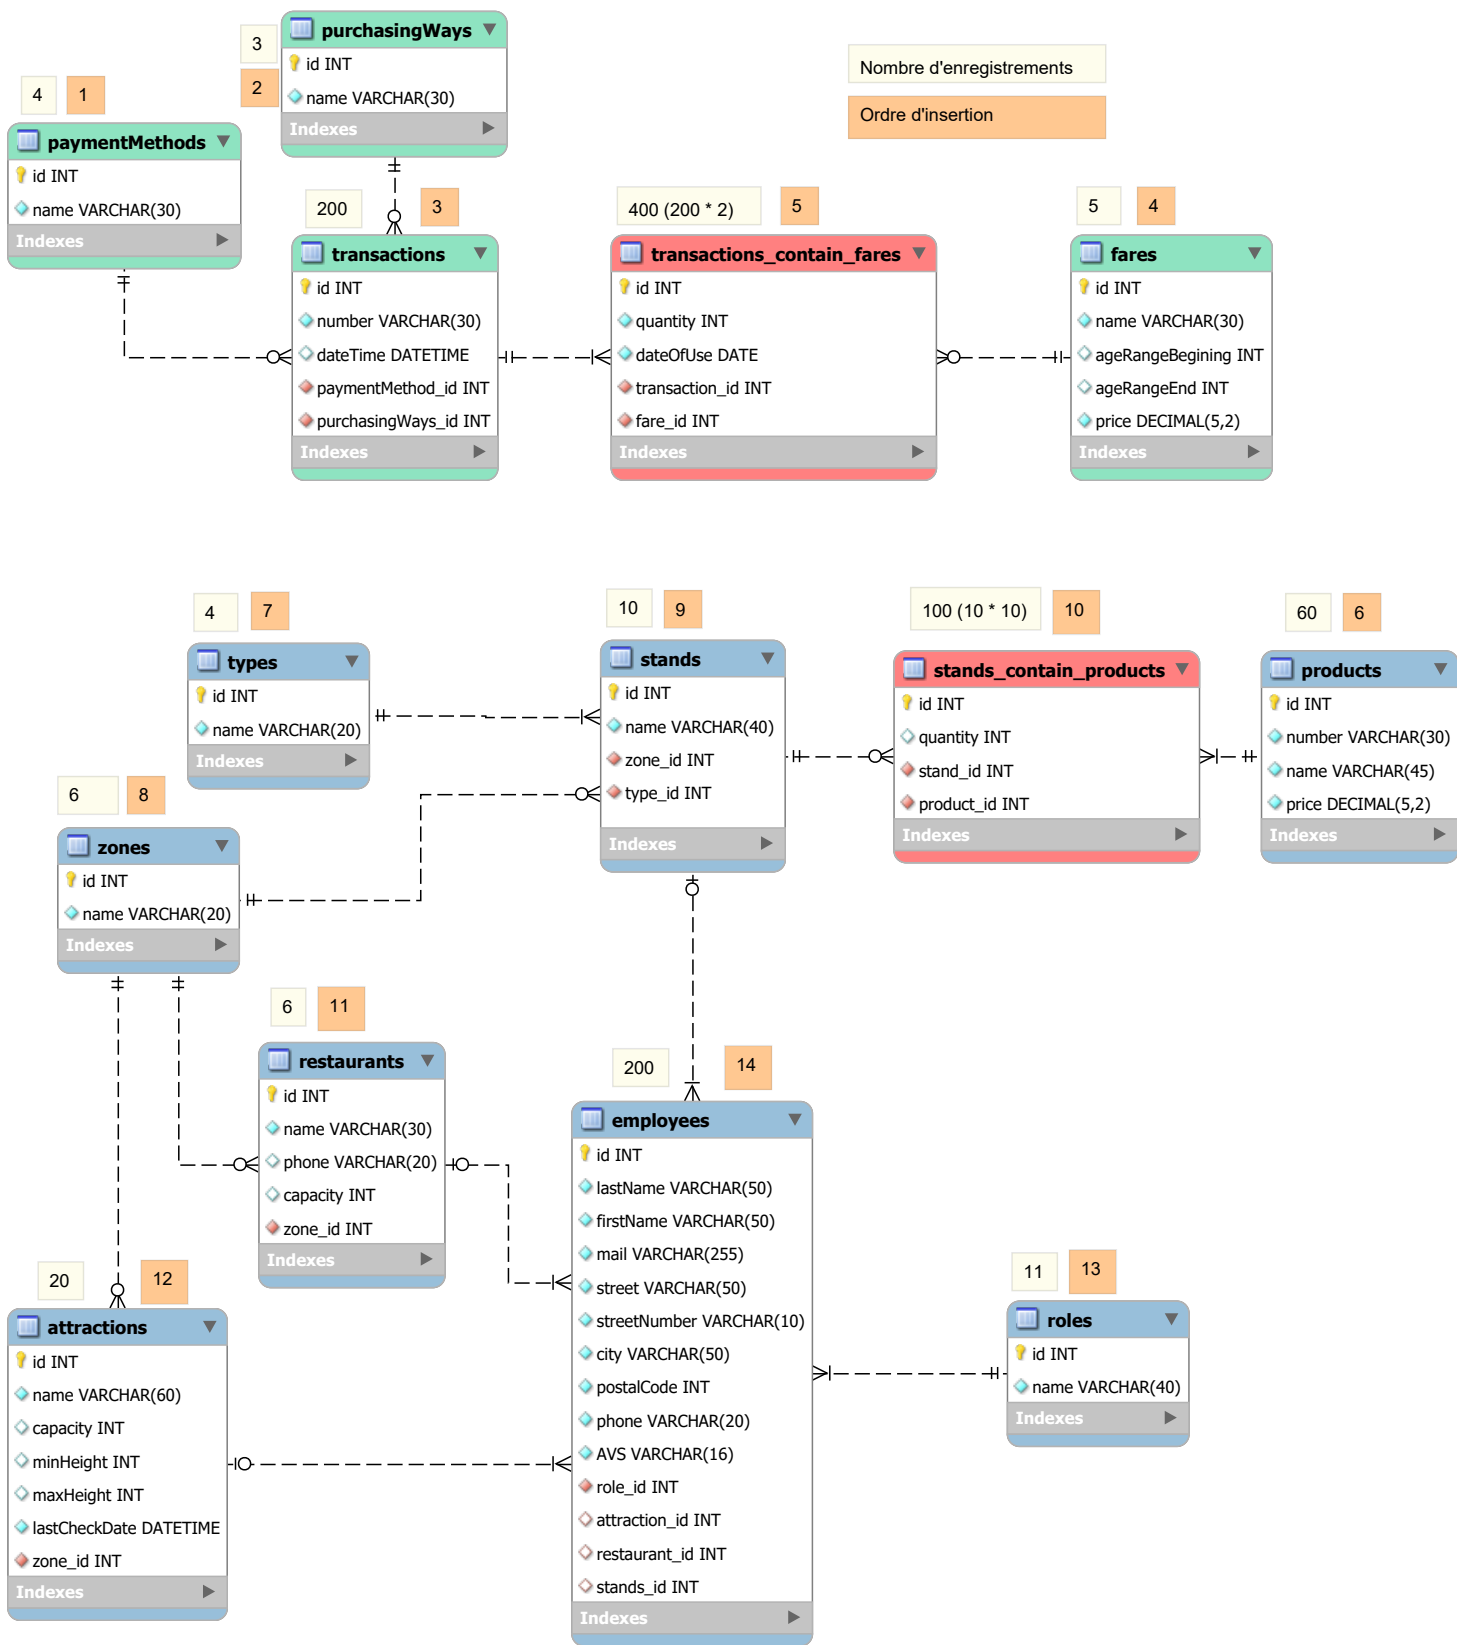 3
2
purchasingWays
id INT
name VARCHAR(30)
Indexes
Nombre d'enregistrements
Ordre d'insertion
4
1
paymentMethods
id INT
name VARCHAR(30)
Indexes
200
3
transactions
id INT
number VARCHAR(30)
dateTime DATETIME
paymentMethod_id INT
purchasingWays_id INT
Indexes
400 (200 * 2)
5
transactions_contain_fares
id INT
quantity INT
dateOfUse DATE
transaction_id INT
fare_id INT
Indexes
5
4
fares
id INT
name VARCHAR(30)
ageRangeBegining INT
ageRangeEnd INT
price DECIMAL(5,2)
Indexes
4
7
types
id INT
name VARCHAR(20)
Indexes
10
9
stands
id INT
name VARCHAR(40)
zone_id INT
type_id INT
Indexes
100 (10 * 10)
10
stands_contain_products
id INT
quantity INT
stand_id INT
product_id INT
Indexes
60
6
products
id INT
number VARCHAR(30)
name VARCHAR(45)
price DECIMAL(5,2)
Indexes
6
8
zones
id INT
name VARCHAR(20)
Indexes
6
11
restaurants
id INT
name VARCHAR(30)
phone VARCHAR(20)
capacity INT
zone_id INT
Indexes
200
14
employees
id INT
lastName VARCHAR(50)
firstName VARCHAR(50)
mail VARCHAR(255)
street VARCHAR(50)
streetNumber VARCHAR(10)
city VARCHAR(50)
postalCode INT
phone VARCHAR(20)
AVS VARCHAR(16)
role_id INT
attraction_id INT
restaurant_id INT
stands_id INT
Indexes
20
12
attractions
id INT
name VARCHAR(60)
capacity INT
minHeight INT
maxHeight INT
lastCheckDate DATETIME
zone_id INT
Indexes
11
13
roles
id INT
name VARCHAR(40)
Indexes